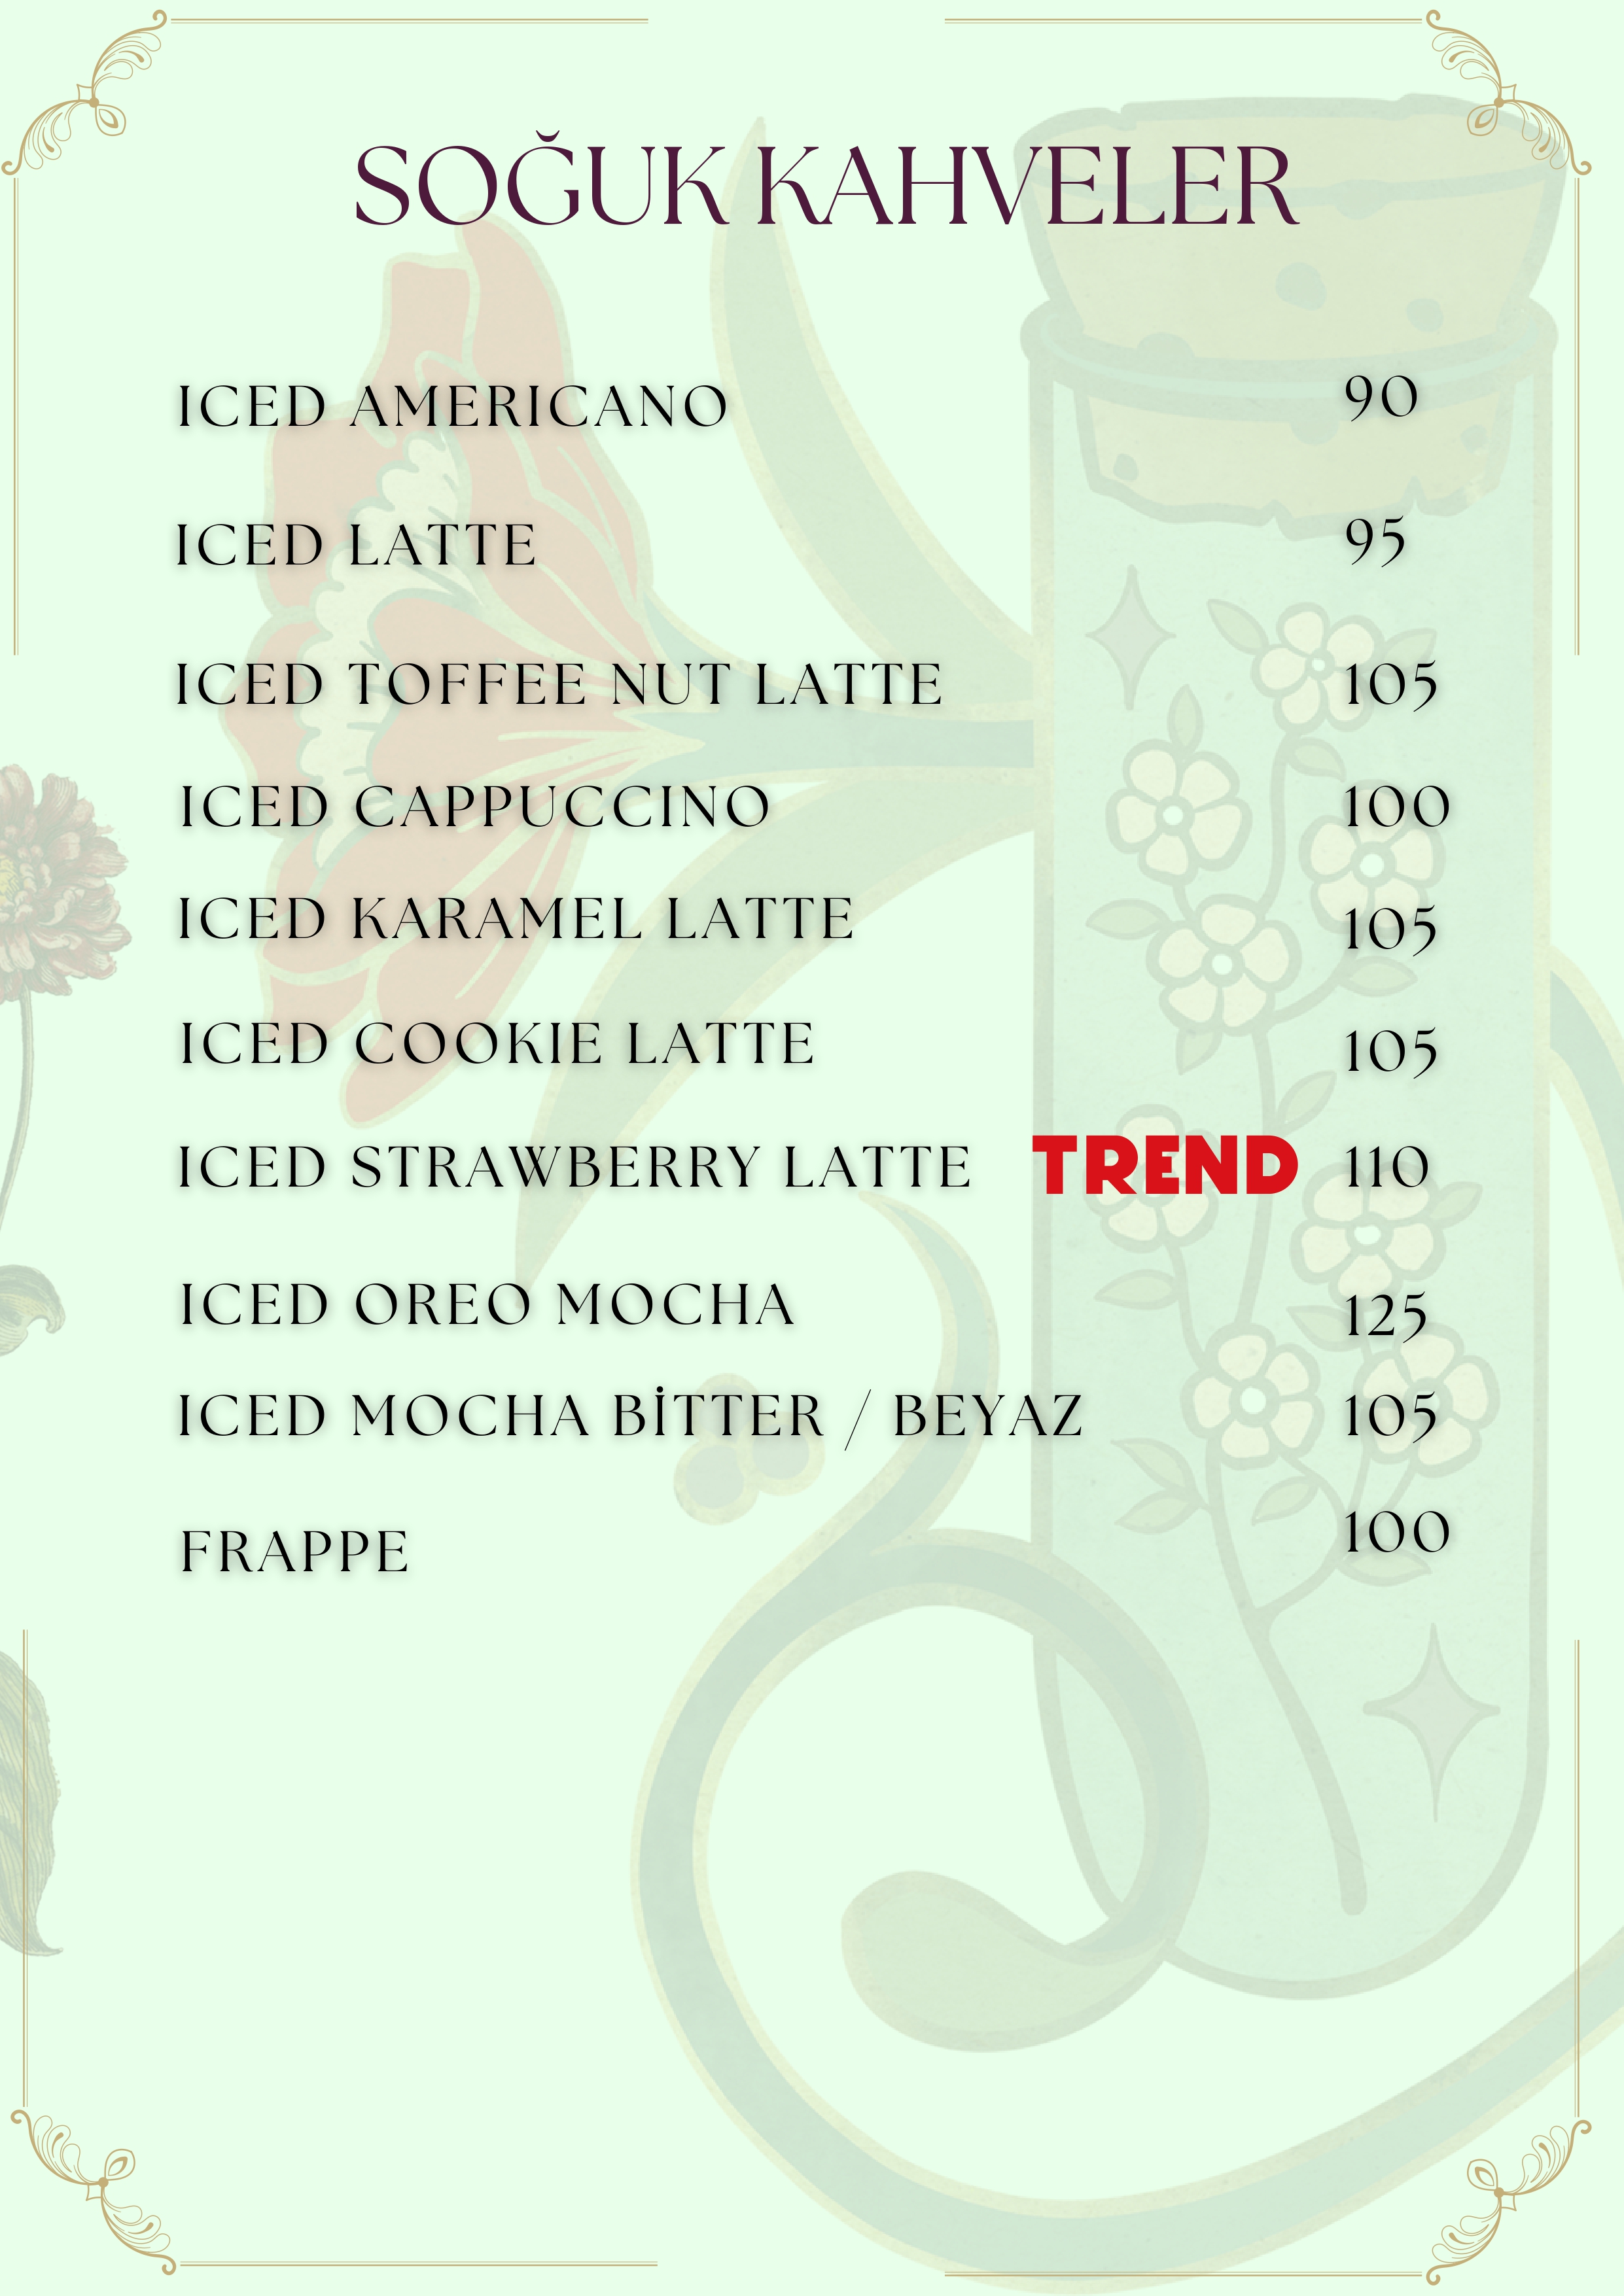 SOĞUK KAHVELER
ICED AMERICANO 90
ICED LATTE 95
ICED TOFFEE NUT LATTE 105
ICED CAPPUCCINO 100
ICED KARAMEL LATTE 105
ICED COOKIE LATTE 105
ICED STRAWBERRY LATTE TREND 110
ICED OREO MOCHA 125
ICED MOCHA BİTTER / BEYAZ 105
FRAPPE 100